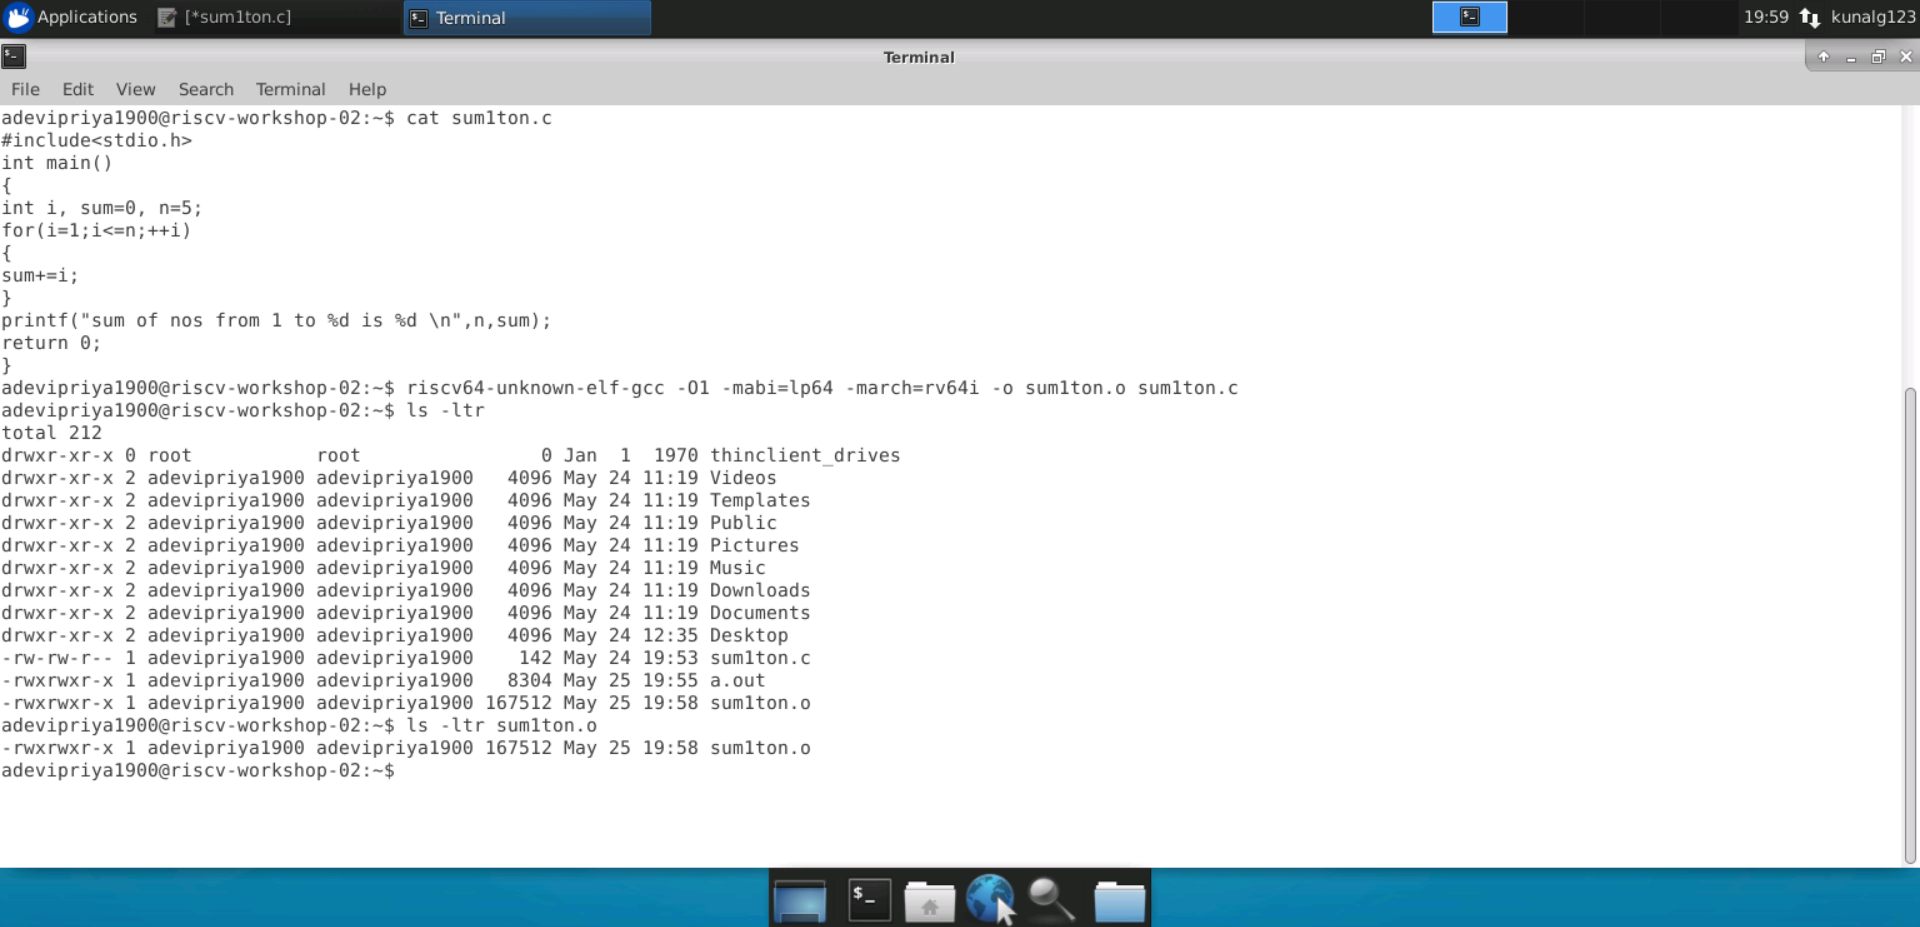 Applications [*sum1ton.c] Terminal 19:59 kunalg123
Terminal
File Edit View Search Terminal Help
adevipriya1900@riscv-workshop-02:~$ cat sum1ton.c
#include<stdio.h>
int main()
{
int i, sum=0, n=5;
for(i=1;i<=n;++i)
{
sum+=i;
}
printf("sum of nos from 1 to %d is %d \n",n,sum);
return 0;
}
adevipriya1900@riscv-workshop-02:~$ riscv64-unknown-elf-gcc -O1 -mabi=lp64 -march=rv64i -o sum1ton.o sum1ton.c
adevipriya1900@riscv-workshop-02:~$ ls -ltr
total 212
drwxr-xr-x 0 root           root                0 Jan  1  1970 thinclient_drives
drwxr-xr-x 2 adevipriya1900 adevipriya1900   4096 May 24 11:19 Videos
drwxr-xr-x 2 adevipriya1900 adevipriya1900   4096 May 24 11:19 Templates
drwxr-xr-x 2 adevipriya1900 adevipriya1900   4096 May 24 11:19 Public
drwxr-xr-x 2 adevipriya1900 adevipriya1900   4096 May 24 11:19 Pictures
drwxr-xr-x 2 adevipriya1900 adevipriya1900   4096 May 24 11:19 Music
drwxr-xr-x 2 adevipriya1900 adevipriya1900   4096 May 24 11:19 Downloads
drwxr-xr-x 2 adevipriya1900 adevipriya1900   4096 May 24 11:19 Documents
drwxr-xr-x 2 adevipriya1900 adevipriya1900   4096 May 24 12:35 Desktop
-rw-rw-r-- 1 adevipriya1900 adevipriya1900    142 May 24 19:53 sum1ton.c
-rwxrwxr-x 1 adevipriya1900 adevipriya1900   8304 May 25 19:55 a.out
-rwxrwxr-x 1 adevipriya1900 adevipriya1900 167512 May 25 19:58 sum1ton.o
adevipriya1900@riscv-workshop-02:~$ ls -ltr sum1ton.o
-rwxrwxr-x 1 adevipriya1900 adevipriya1900 167512 May 25 19:58 sum1ton.o
adevipriya1900@riscv-workshop-02:~$